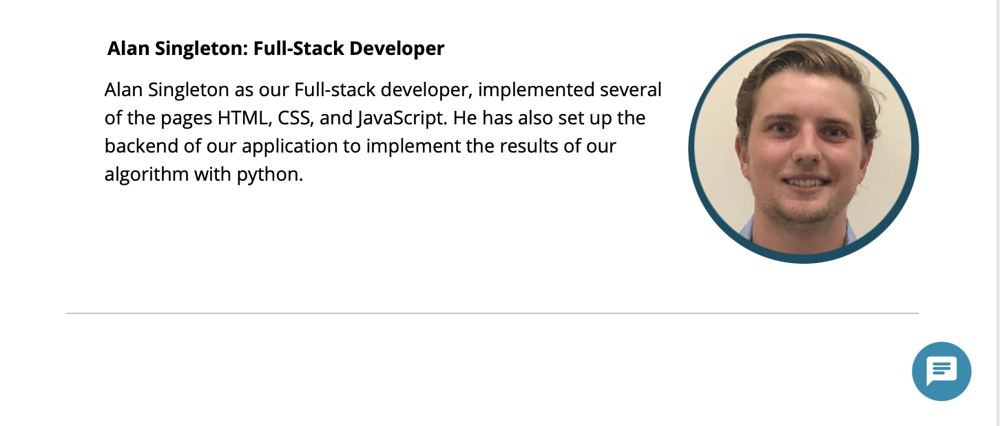 Alan Singleton: Full-Stack Developer
Alan Singleton as our Full-stack developer, implemented several
of the pages HTML, CSS, and JavaScript. He has also set up the
backend of our application to implement the results of our
algorithm with python.